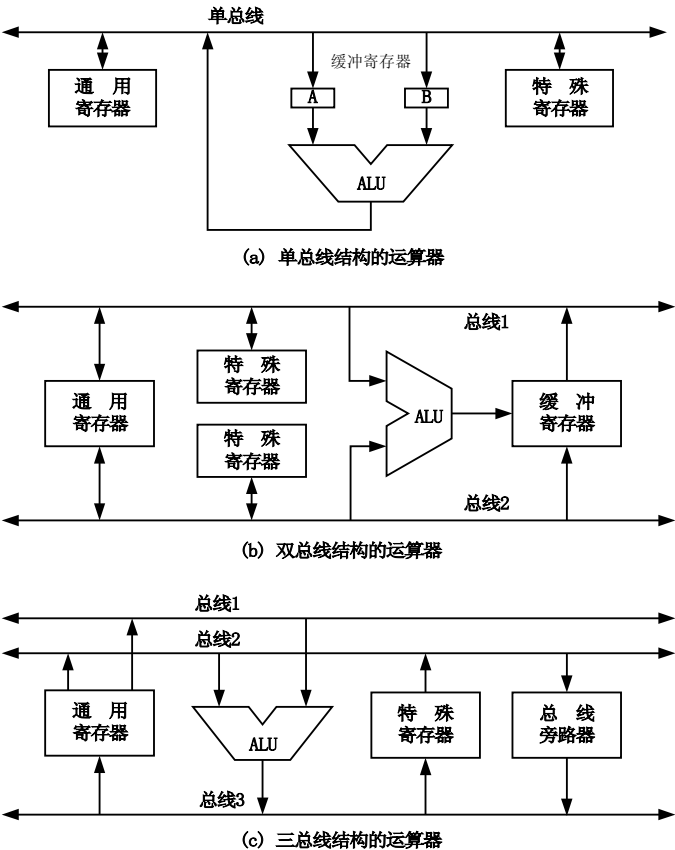 单总线
缓冲寄存器
通 用
寄存器
A
B
特 殊
寄存器
ALU
(a) 单总线结构的运算器
总线1
特 殊
寄存器
通 用
寄存器
ALU
缓 冲
寄存器
特 殊
寄存器
总线2
(b) 双总线结构的运算器
总线1
总线2
通 用
寄存器
ALU
特 殊
寄存器
总 线
旁路器
总线3
(c) 三总线结构的运算器